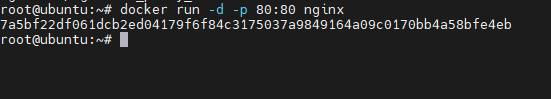 root@ubuntu:~# docker run -d -p 80:80 nginx
7a5bf22df061dcb2ed04179f6f84c3175037a9849164a09c0170bb4a58bfe4eb
root@ubuntu:~#